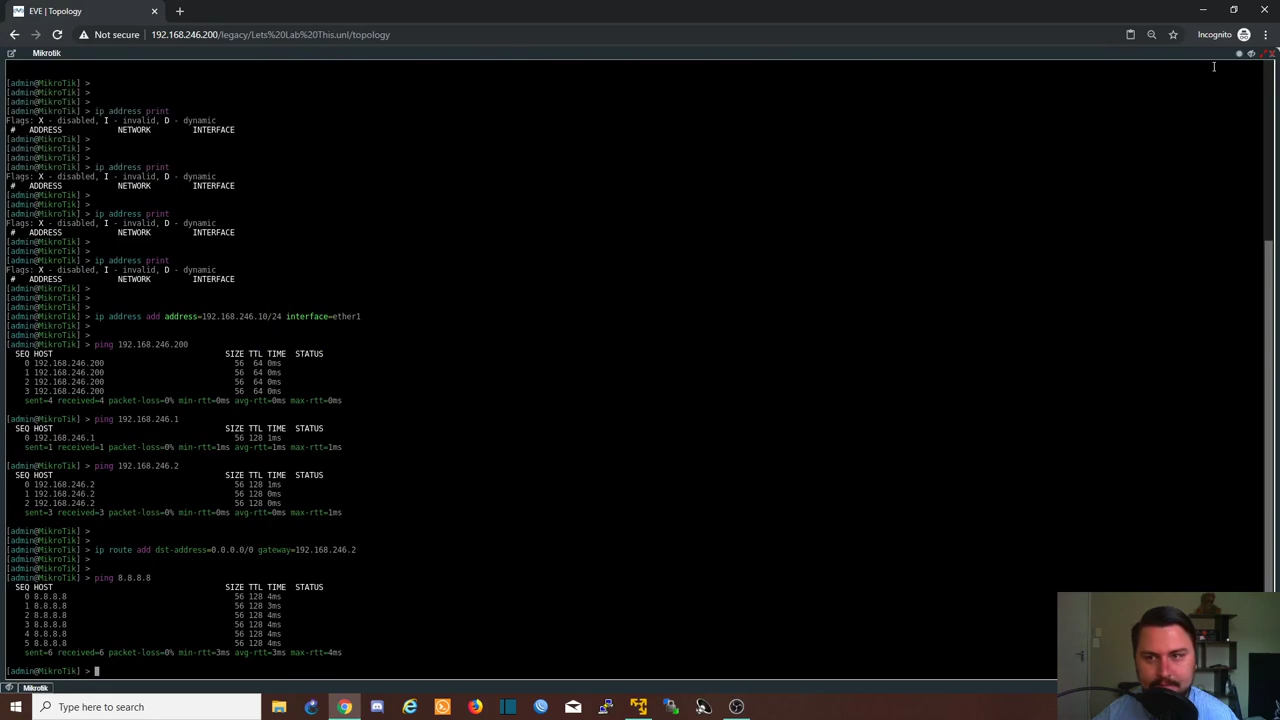 EVE | Topology
Not secure | 192.168.246.200/legacy/Lets%20Lab%20This.unl/topology
Incognito
Mikrotik
[admin@MikroTik] >
[admin@MikroTik] >
[admin@MikroTik] >
[admin@MikroTik] > ip address print
Flags: X - disabled, I - invalid, D - dynamic
# ADDRESS NETWORK INTERFACE
[admin@MikroTik] >
[admin@MikroTik] >
[admin@MikroTik] >
[admin@MikroTik] > ip address print
Flags: X - disabled, I - invalid, D - dynamic
# ADDRESS NETWORK INTERFACE
[admin@MikroTik] >
[admin@MikroTik] >
[admin@MikroTik] > ip address print
Flags: X - disabled, I - invalid, D - dynamic
# ADDRESS NETWORK INTERFACE
[admin@MikroTik] >
[admin@MikroTik] >
[admin@MikroTik] > ip address print
Flags: X - disabled, I - invalid, D - dynamic
# ADDRESS NETWORK INTERFACE
[admin@MikroTik] >
[admin@MikroTik] >
[admin@MikroTik] >
[admin@MikroTik] > ip address add address=192.168.246.10/24 interface=ether1
[admin@MikroTik] >
[admin@MikroTik] >
[admin@MikroTik] > ping 192.168.246.200
SEQ HOST SIZE TTL TIME STATUS
0 192.168.246.200 56 64 0ms
1 192.168.246.200 56 64 0ms
2 192.168.246.200 56 64 0ms
3 192.168.246.200 56 64 0ms
sent=4 received=4 packet-loss=0% min-rtt=0ms avg-rtt=0ms max-rtt=0ms
[admin@MikroTik] > ping 192.168.246.1
SEQ HOST SIZE TTL TIME STATUS
0 192.168.246.1 56 128 1ms
sent=1 received=1 packet-loss=0% min-rtt=1ms avg-rtt=1ms max-rtt=1ms
[admin@MikroTik] > ping 192.168.246.2
SEQ HOST SIZE TTL TIME STATUS
0 192.168.246.2 56 128 1ms
1 192.168.246.2 56 128 0ms
2 192.168.246.2 56 128 0ms
sent=3 received=3 packet-loss=0% min-rtt=0ms avg-rtt=0ms max-rtt=1ms
[admin@MikroTik] >
[admin@MikroTik] >
[admin@MikroTik] > ip route add dst-address=0.0.0.0/0 gateway=192.168.246.2
[admin@MikroTik] >
[admin@MikroTik] >
[admin@MikroTik] > ping 8.8.8.8
SEQ HOST SIZE TTL TIME STATUS
0 8.8.8.8 56 128 4ms
1 8.8.8.8 56 128 3ms
2 8.8.8.8 56 128 4ms
3 8.8.8.8 56 128 4ms
4 8.8.8.8 56 128 4ms
5 8.8.8.8 56 128 4ms
sent=6 received=6 packet-loss=0% min-rtt=3ms avg-rtt=3ms max-rtt=4ms
[admin@MikroTik] >
Mikrotik
Type here to search